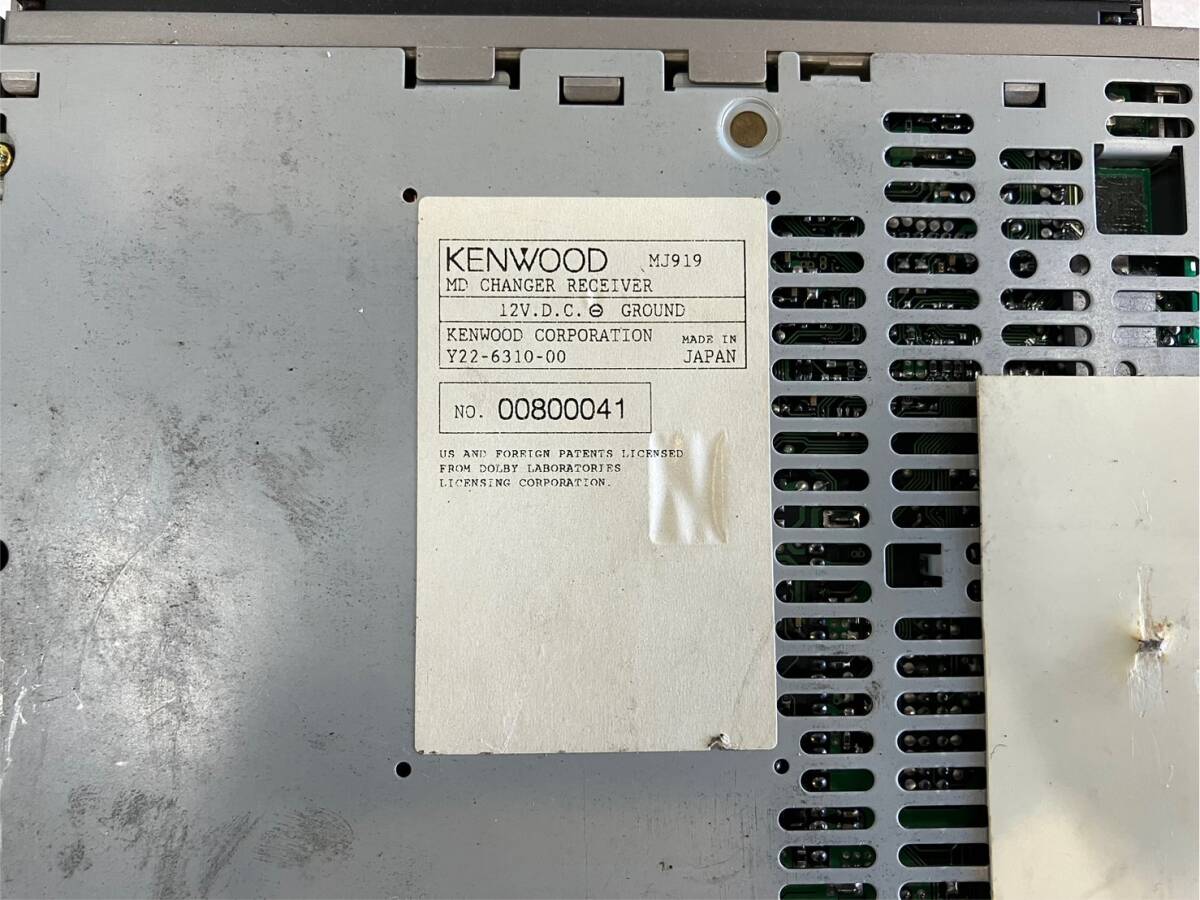 KENWOOD MJ919
MD CHANGER RECEIVER
12V.D.C. ⊖ GROUND
KENWOOD CORPORATION MADE IN
Y22-6310-00 JAPAN
NO. 00800041
US AND FOREIGN PATENTS LICENSED
FROM DOLBY LABORATORIES
LICENSING CORPORATION.